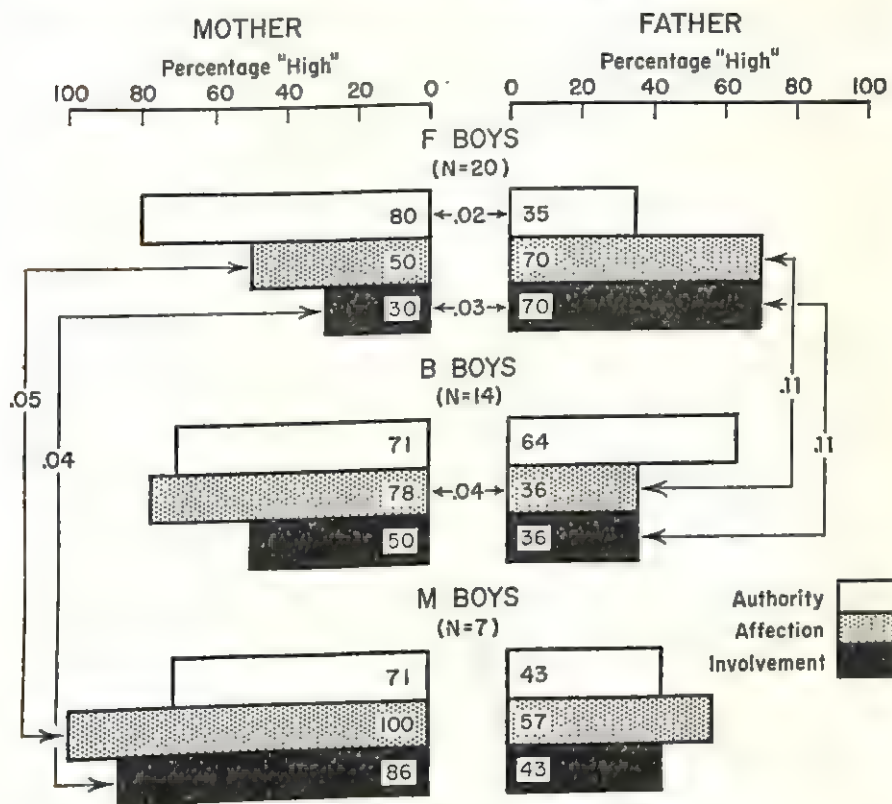 MOTHER FATHER
Percentage "High" Percentage "High"
100 80 60 40 20 0 0 20 40 60 80 100
F BOYS
(N=20)
80 .02 35
50 70
30 .03 70
.05 .04 .11 .11
B BOYS
(N=14)
71 64
78 .04 36
50 36
M BOYS
(N=7)
Authority
Affection
Involvement
71 43
100 57
86 43